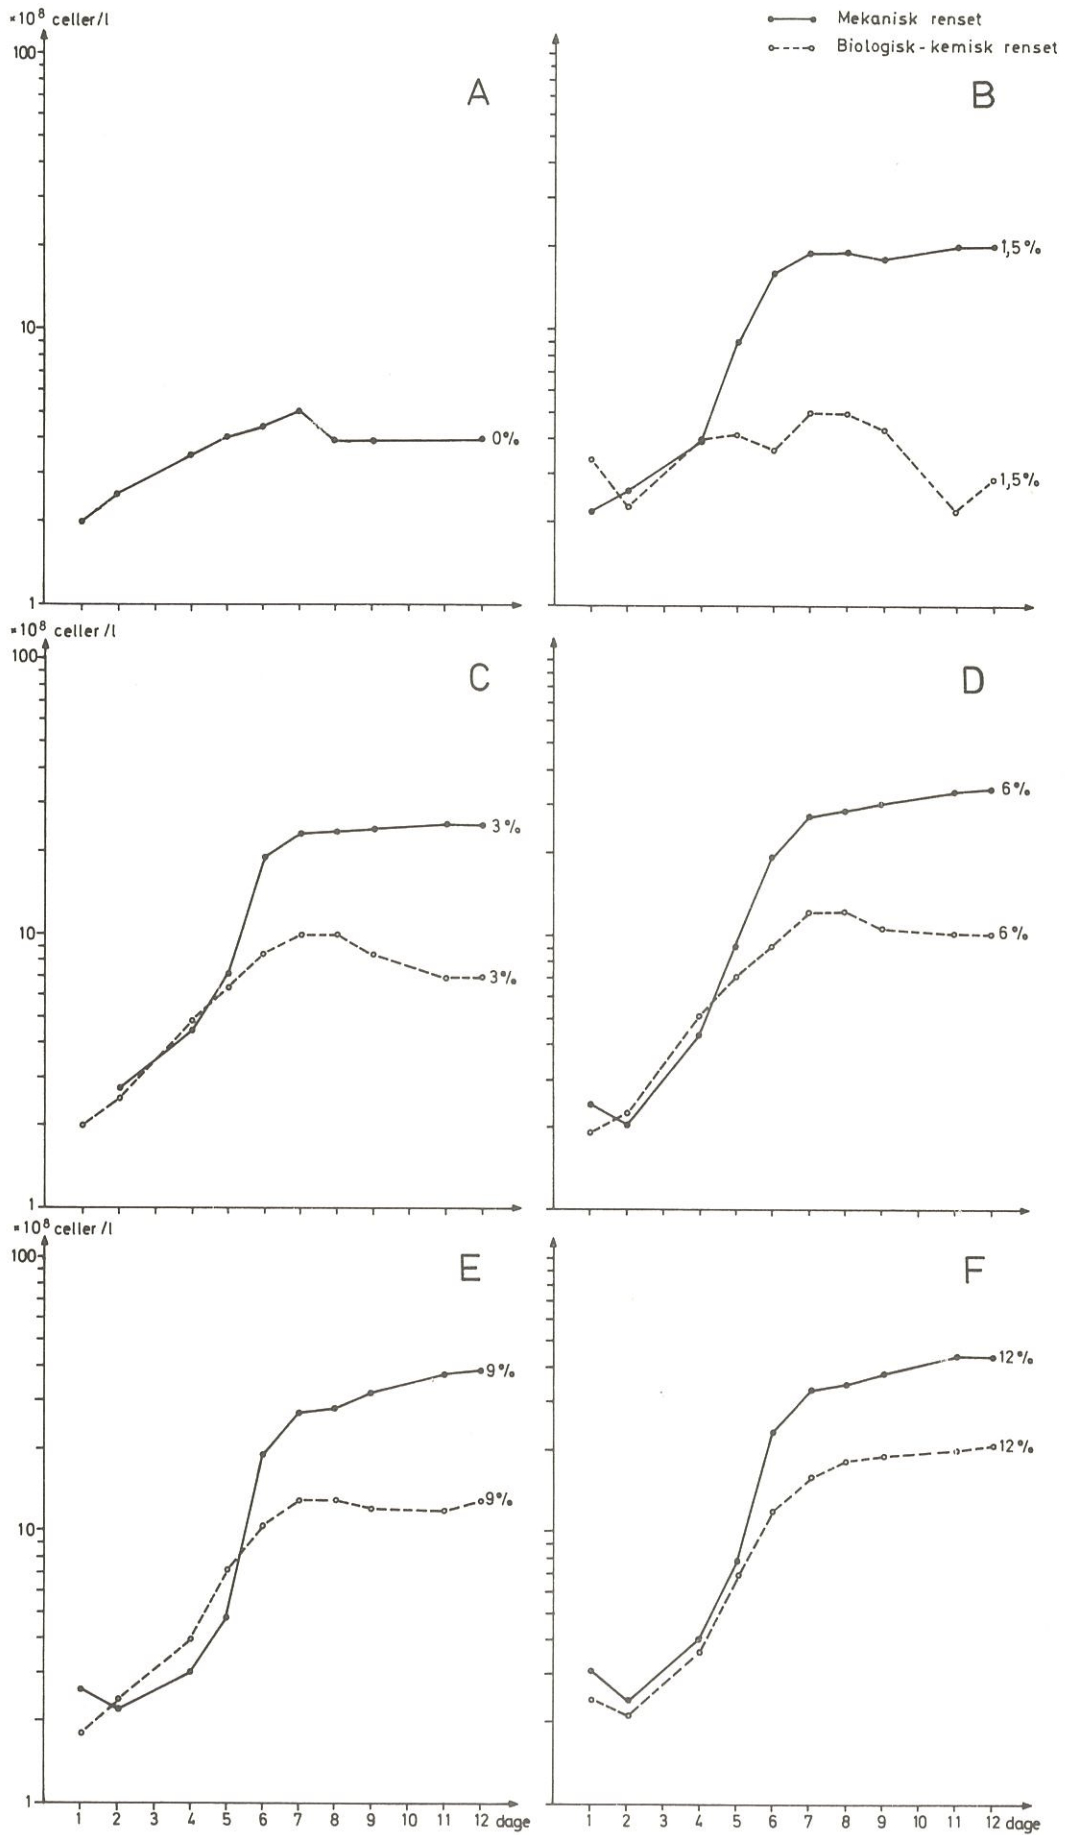 ×10⁸ celler/l
Mekanisk renset
Biologisk-kemisk renset
100
A
B
1,5%
10
0%
1,5%
1
×10⁸ celler/l
100
C
D
6%
3%
10
6%
3%
1
×10⁸ celler/l
100
E
F
9%
12%
12%
9%
10
1
1 2 3 4 5 6 7 8 9 10 11 12 dage
1 2 3 4 5 6 7 8 9 10 11 12 dage